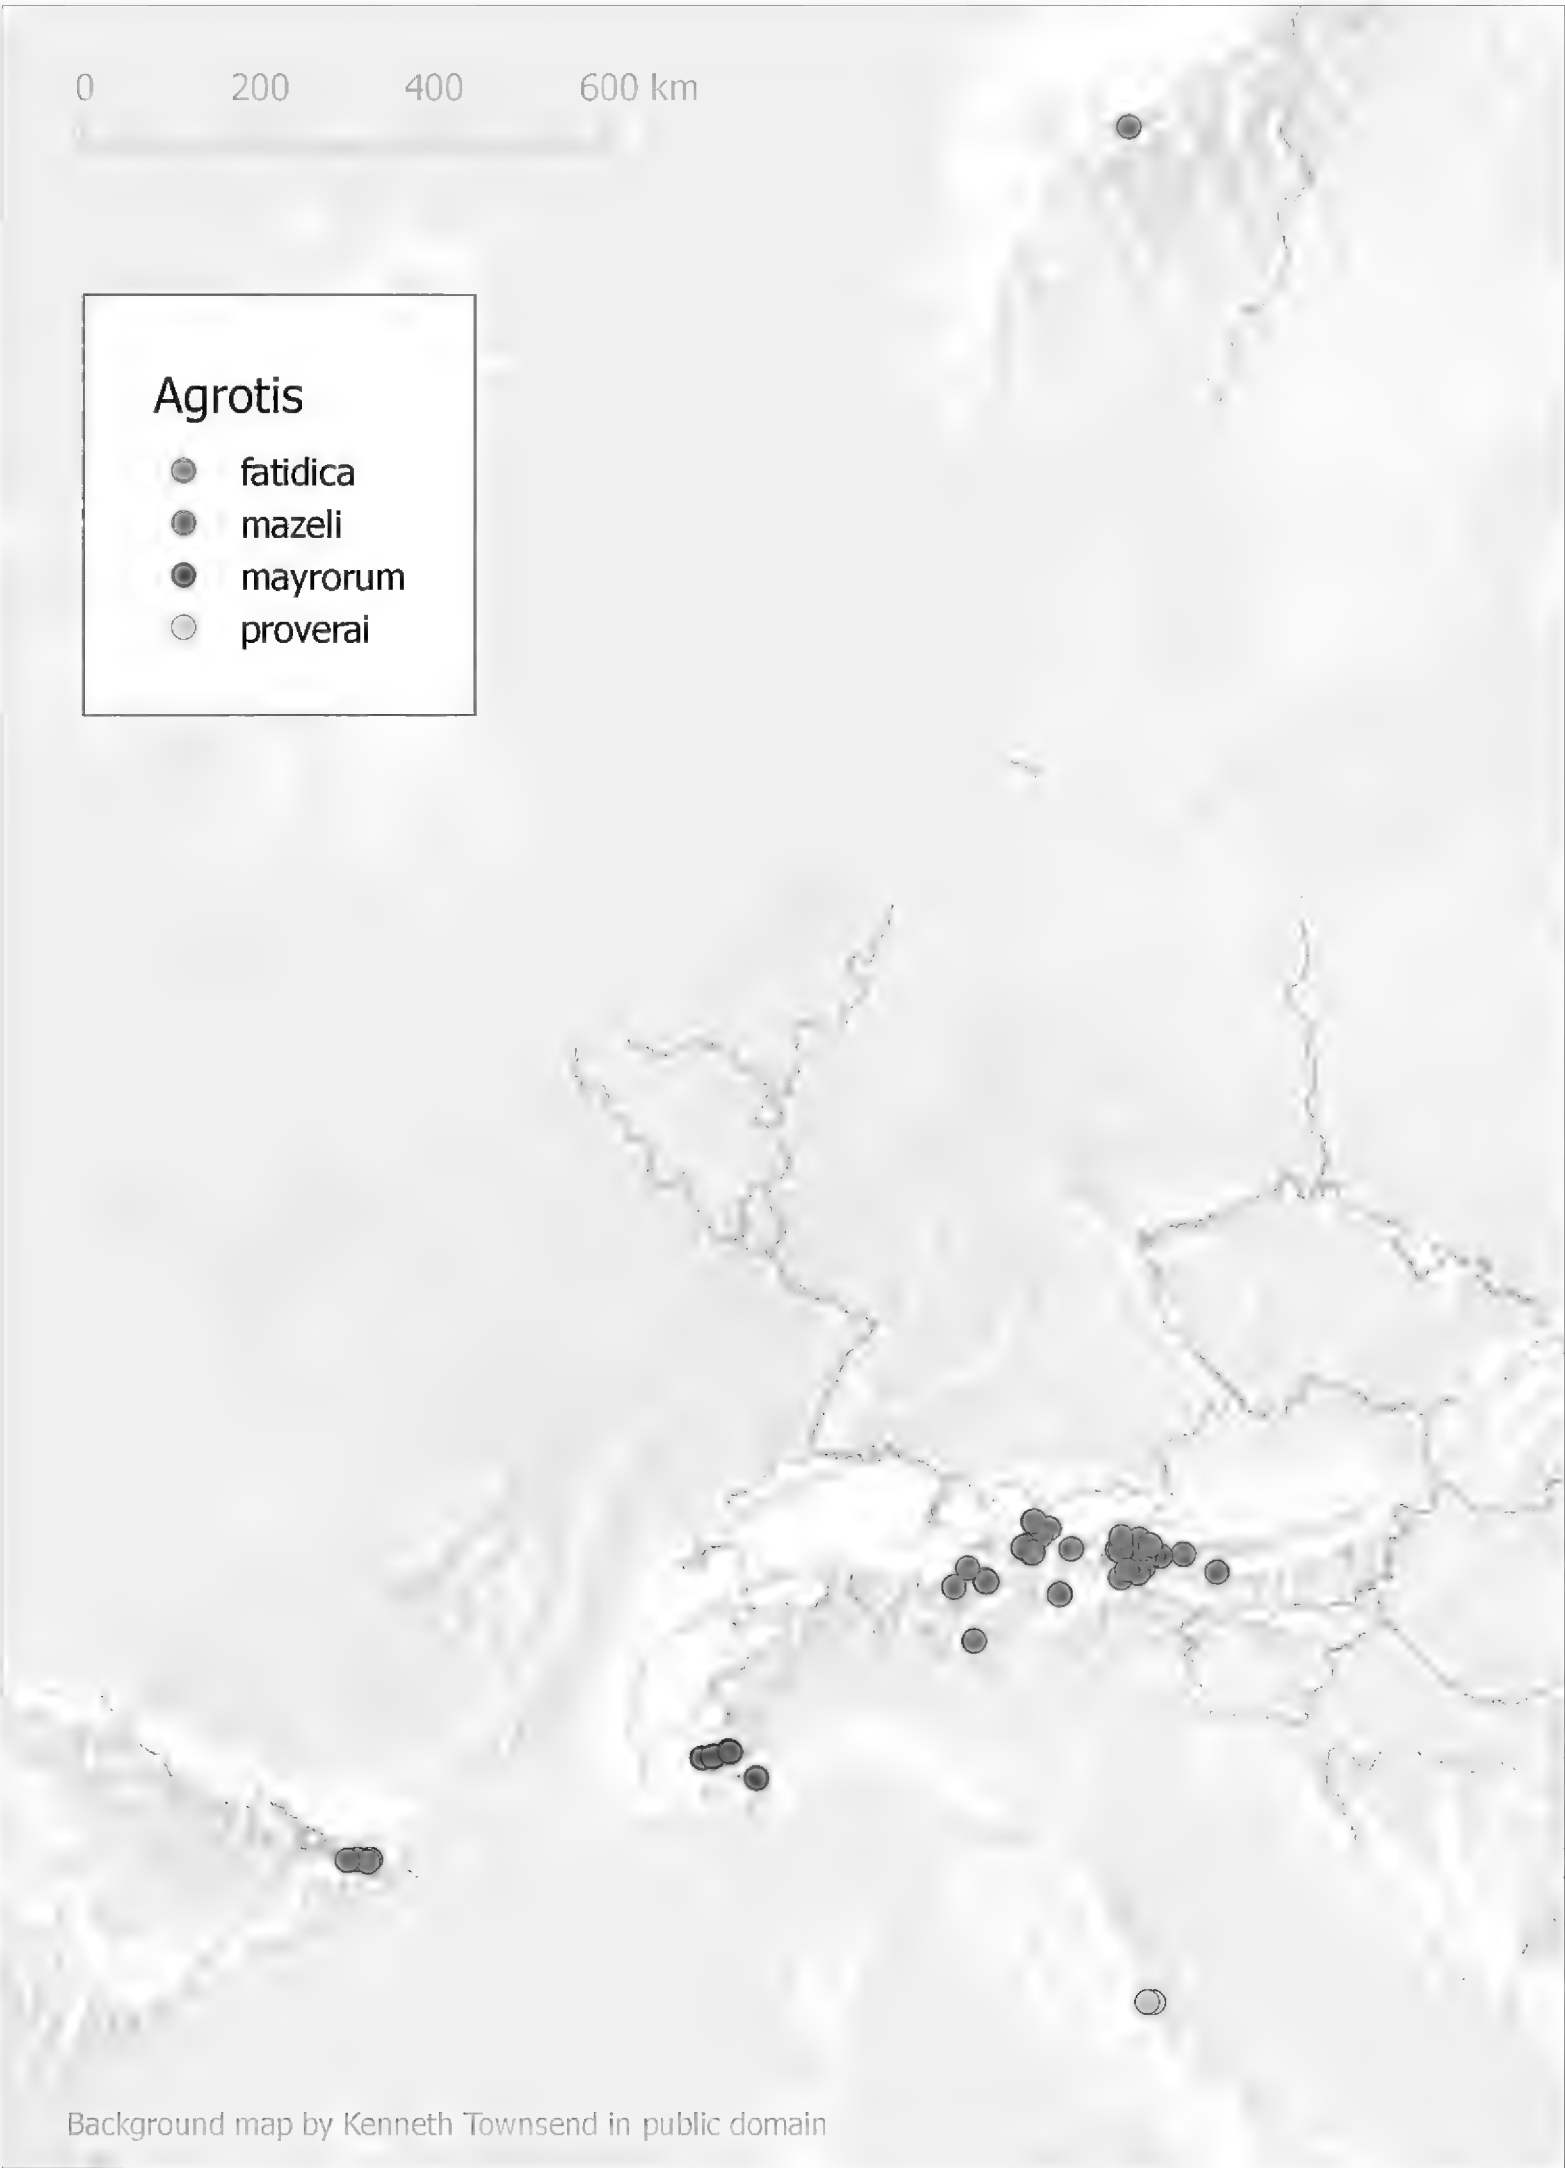 0 200 400 600 km
Agrotis
fatidica
mazeli
mayrorum
proverai
Background map by Kenneth Townsend in public domain